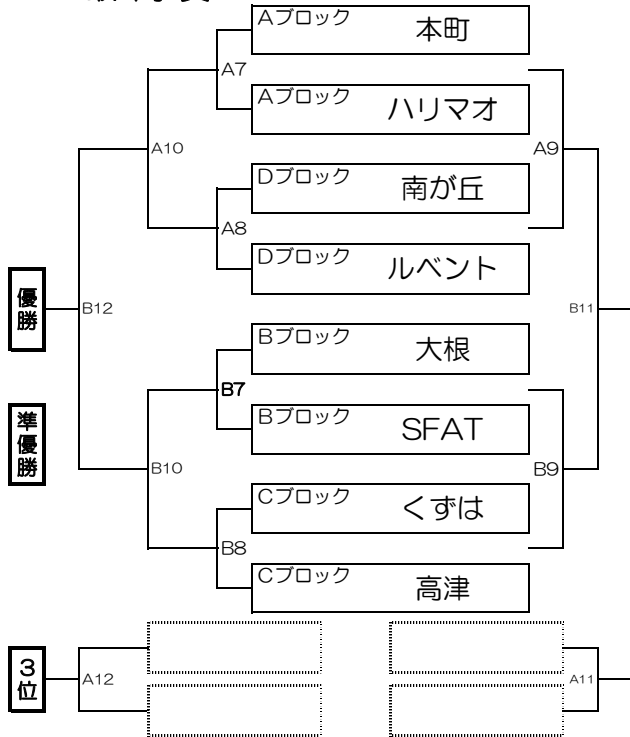 Aブロック 本町
A7
Aブロック ハリマオ
A10
A9
Dブロック 南が丘
A8
Dブロック ルベント
優勝
B12
B11
Bブロック 大根
B7
準優勝
Bブロック SFAT
B10
B9
Cブロック くずは
B8
Cブロック 高津
3位
A12
A11